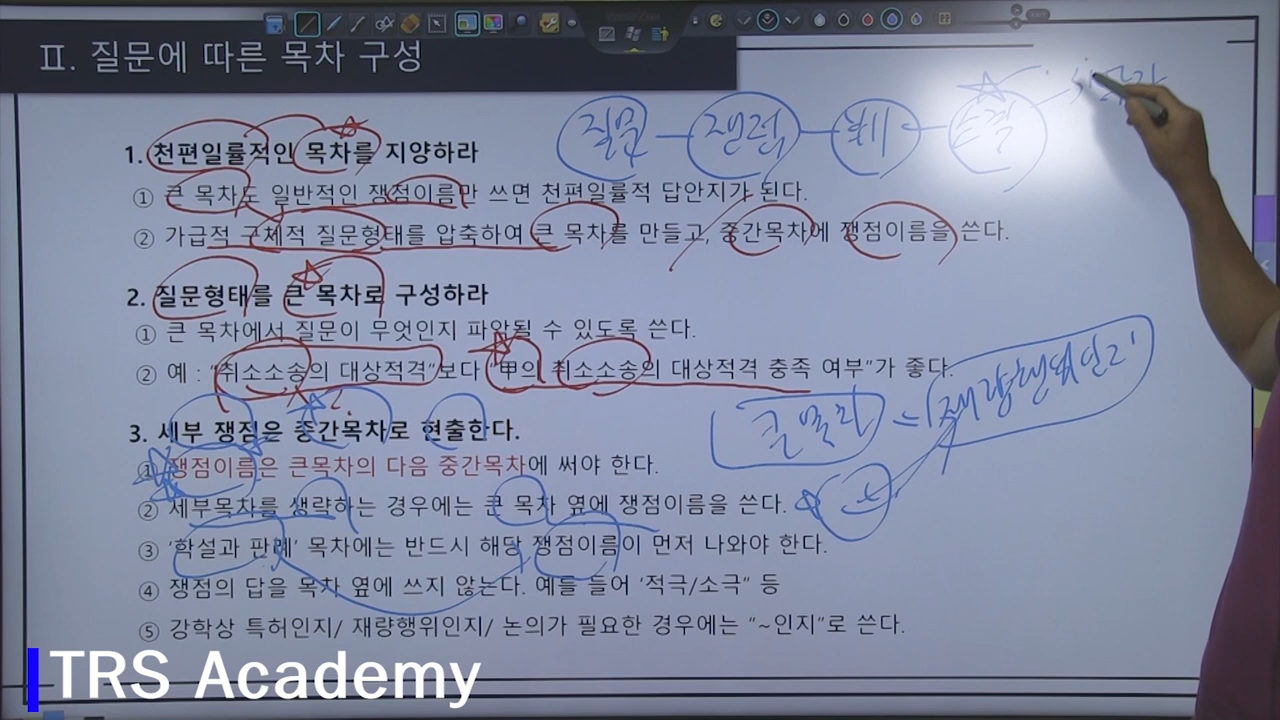 Ⅱ. 질문에 따른 목차 구성
질문 쟁점
1. 천편일률적인 목차를 지양하라
① 큰 목차도 일반적인 쟁점이름만 쓰면 천편일률적 답안지가 된다.
② 가급적 구체적 질문형태를 압축하여 큰 목차를 만들고, 중간목차에 쟁점이름을 쓴다.
2. 질문형태를 큰 목차로 구성하라
① 큰 목차에서 질문이 무엇인지 파악될 수 있도록 쓴다.
② 예 : "취소소송의 대상적격"보다 "甲의 취소소송의 대상적격 충족 여부"가 좋다.
3. 세부 쟁점은 중간목차로 현출한다.
① 쟁점이름은 큰목차의 다음 중간목차에 써야 한다.
② 세부목차를 생략하는 경우에는 큰 목차 옆에 쟁점이름을 쓴다.
③ '학설과 판례' 목차에는 반드시 해당 쟁점이름이 먼저 나와야 한다.
④ 쟁점의 답을 목차 옆에 쓰지 않는다. 예들 들어 '적극/소극" 등
⑤ 강학상 특허인지/ 재량행위인지/ 논의가 필요한 경우에는 "~인지"로 쓴다.
TRS Academy